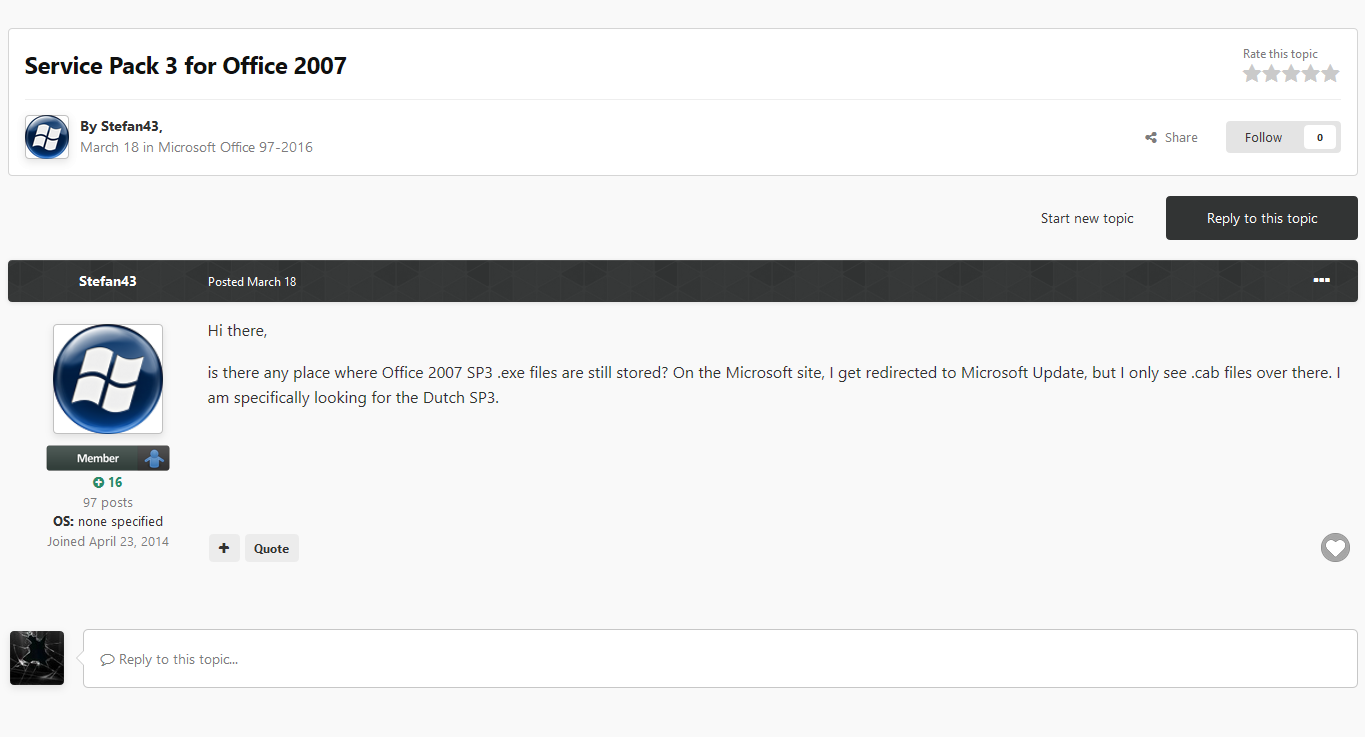 Service Pack 3 for Office 2007
Rate this topic
By Stefan43,
March 18 in Microsoft Office 97-2016
Share
Follow 0
Start new topic
Reply to this topic
Stefan43
Posted March 18
Hi there,
is there any place where Office 2007 SP3 .exe files are still stored? On the Microsoft site, I get redirected to Microsoft Update, but I only see .cab files over there. I
am specifically looking for the Dutch SP3.
Member
16
97 posts
OS: none specified
Joined April 23, 2014
+ Quote
Reply to this topic...